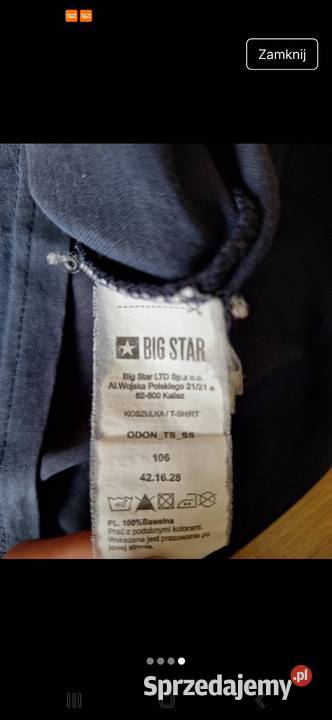 Zamknij
BIG STAR
Big Star LTD Sp.z o.o.
Al.Wojska Polskiego 21/21 a
62-800 Kalisz
KOSZULKA / T-SHIRT
ODON_TS_SS
106
42.16.28
40
PL. 100%Bawełna
Prać z podobnymi kolorami.
Wskazane jest prasowanie po
lewej stronie.
Sprzedajemy.pl